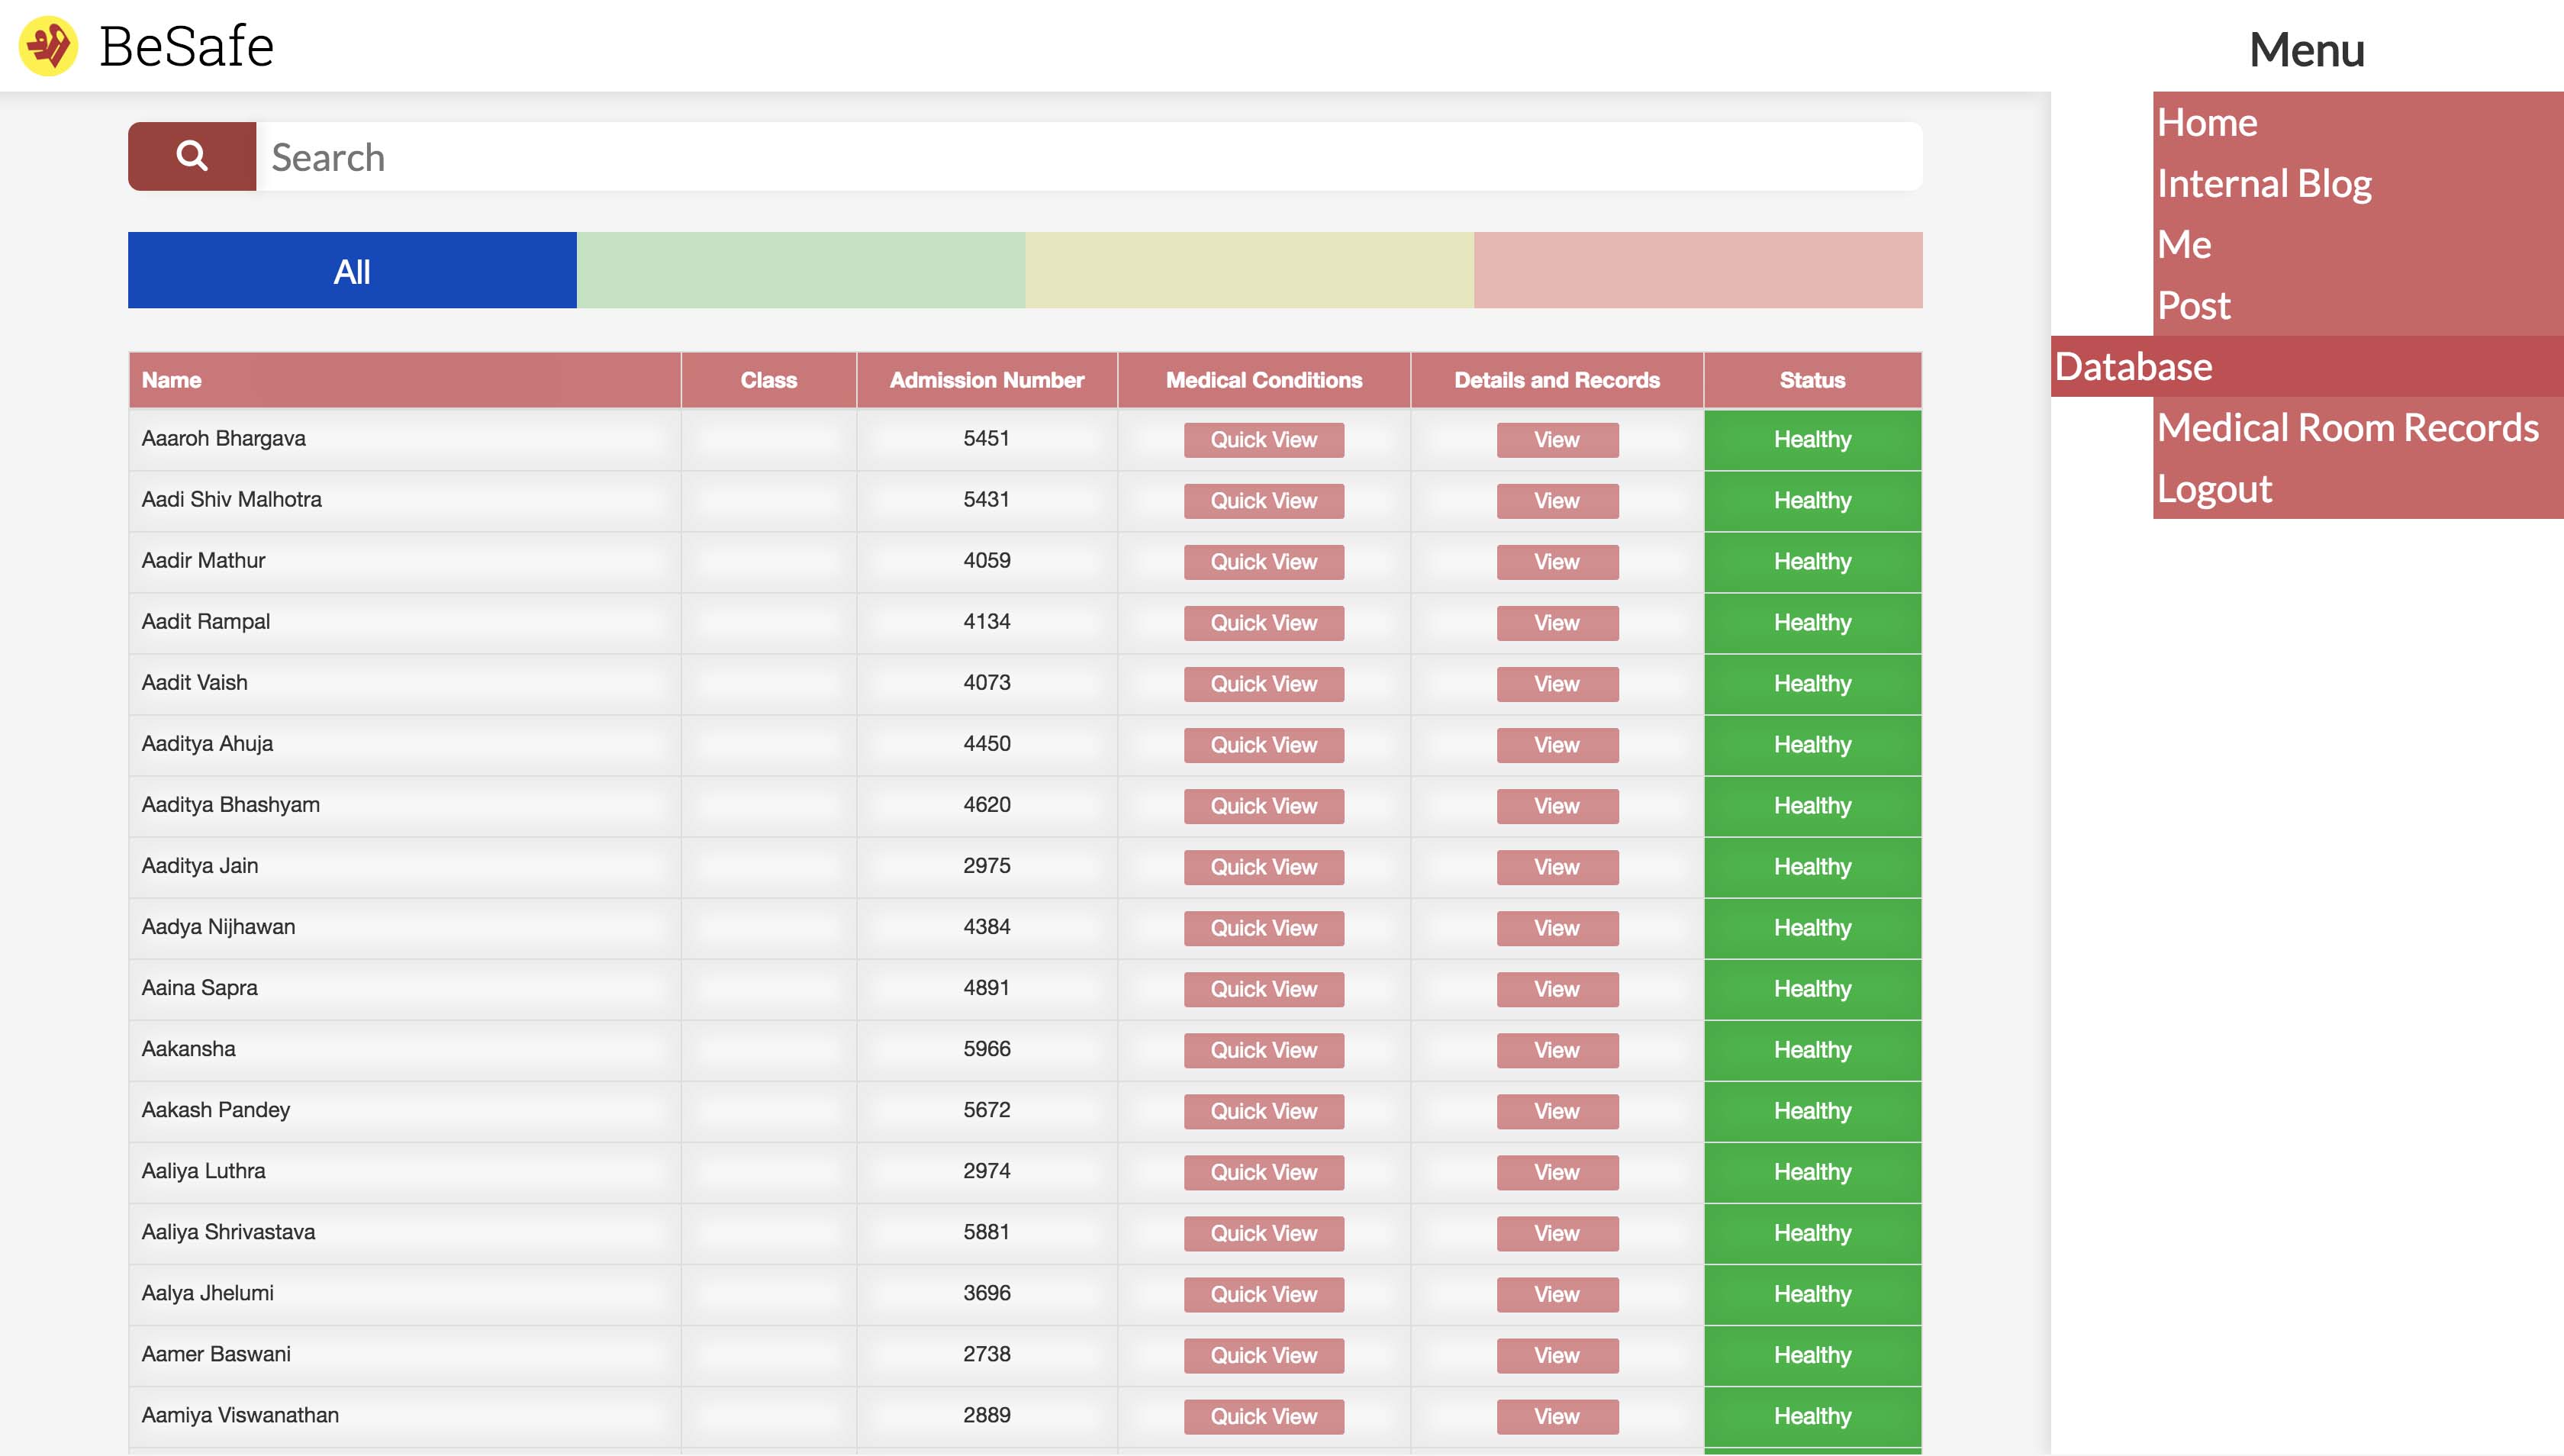 BeSafe
Menu
Search
All
Home
Internal Blog
Me
Post
Database
Medical Room Records
Logout
Name Class Admission Number Medical Conditions Details and Records Status
Aaaroh Bhargava 5451 Quick View View Healthy
Aadi Shiv Malhotra 5431 Quick View View Healthy
Aadir Mathur 4059 Quick View View Healthy
Aadit Rampal 4134 Quick View View Healthy
Aadit Vaish 4073 Quick View View Healthy
Aaditya Ahuja 4450 Quick View View Healthy
Aaditya Bhashyam 4620 Quick View View Healthy
Aaditya Jain 2975 Quick View View Healthy
Aadya Nijhawan 4384 Quick View View Healthy
Aaina Sapra 4891 Quick View View Healthy
Aakansha 5966 Quick View View Healthy
Aakash Pandey 5672 Quick View View Healthy
Aaliya Luthra 2974 Quick View View Healthy
Aaliya Shrivastava 5881 Quick View View Healthy
Aalya Jhelumi 3696 Quick View View Healthy
Aamer Baswani 2738 Quick View View Healthy
Aamiya Viswanathan 2889 Quick View View Healthy